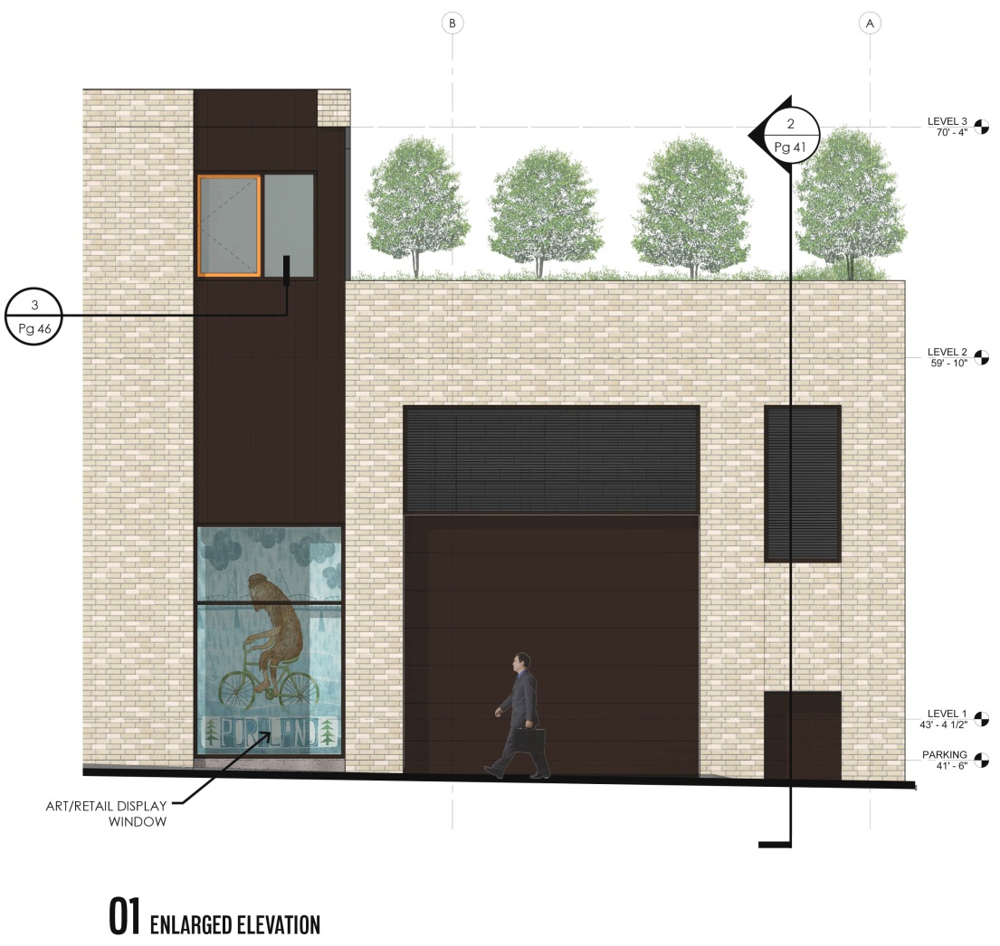 B
A
2
Pg 41
LEVEL 3
70' - 4"
3
Pg 46
LEVEL 2
59' - 10"
LEVEL 1
43' - 4 1/2"
PORTLAND
PARKING
41' - 6"
ART/RETAIL DISPLAY
WINDOW
01 ENLARGED ELEVATION